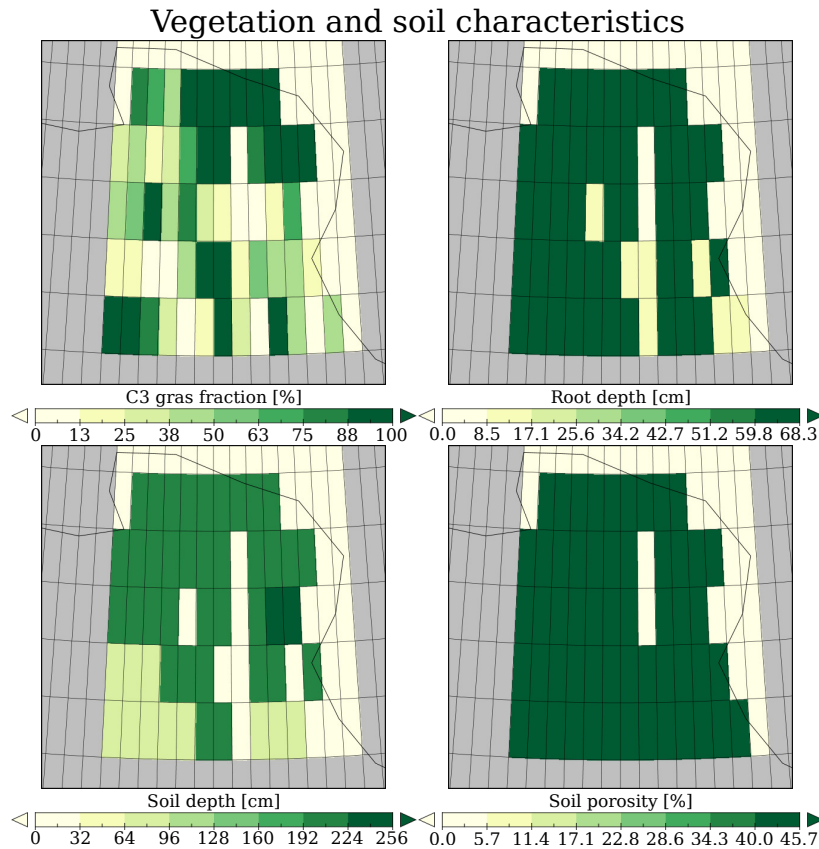 Vegetation and soil characteristics
C3 gras fraction [%]
0 13 25 38 50 63 75 88 100
Root depth [cm]
0.0 8.5 17.1 25.6 34.2 42.7 51.2 59.8 68.3
Soil depth [cm]
0 32 64 96 128 160 192 224 256
Soil porosity [%]
0.0 5.7 11.4 17.1 22.8 28.6 34.3 40.0 45.7